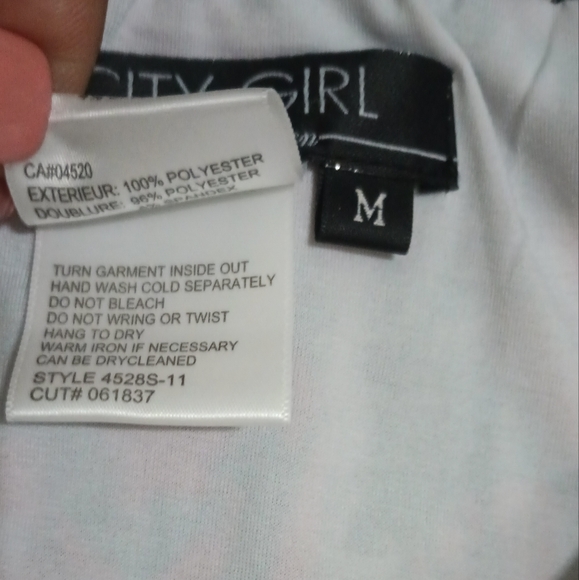 CITY GIRL
M
CA#04520
EXTERIEUR: 100% POLYESTER
DOUBLURE: 96% POLYESTER
SPANDEX
TURN GARMENT INSIDE OUT
HAND WASH COLD SEPARATELY
DO NOT BLEACH
DO NOT WRING OR TWIST
HANG TO DRY
WARM IRON IF NECESSARY
CAN BE DRYCLEANED
STYLE 4528S-11
CUT# 061837